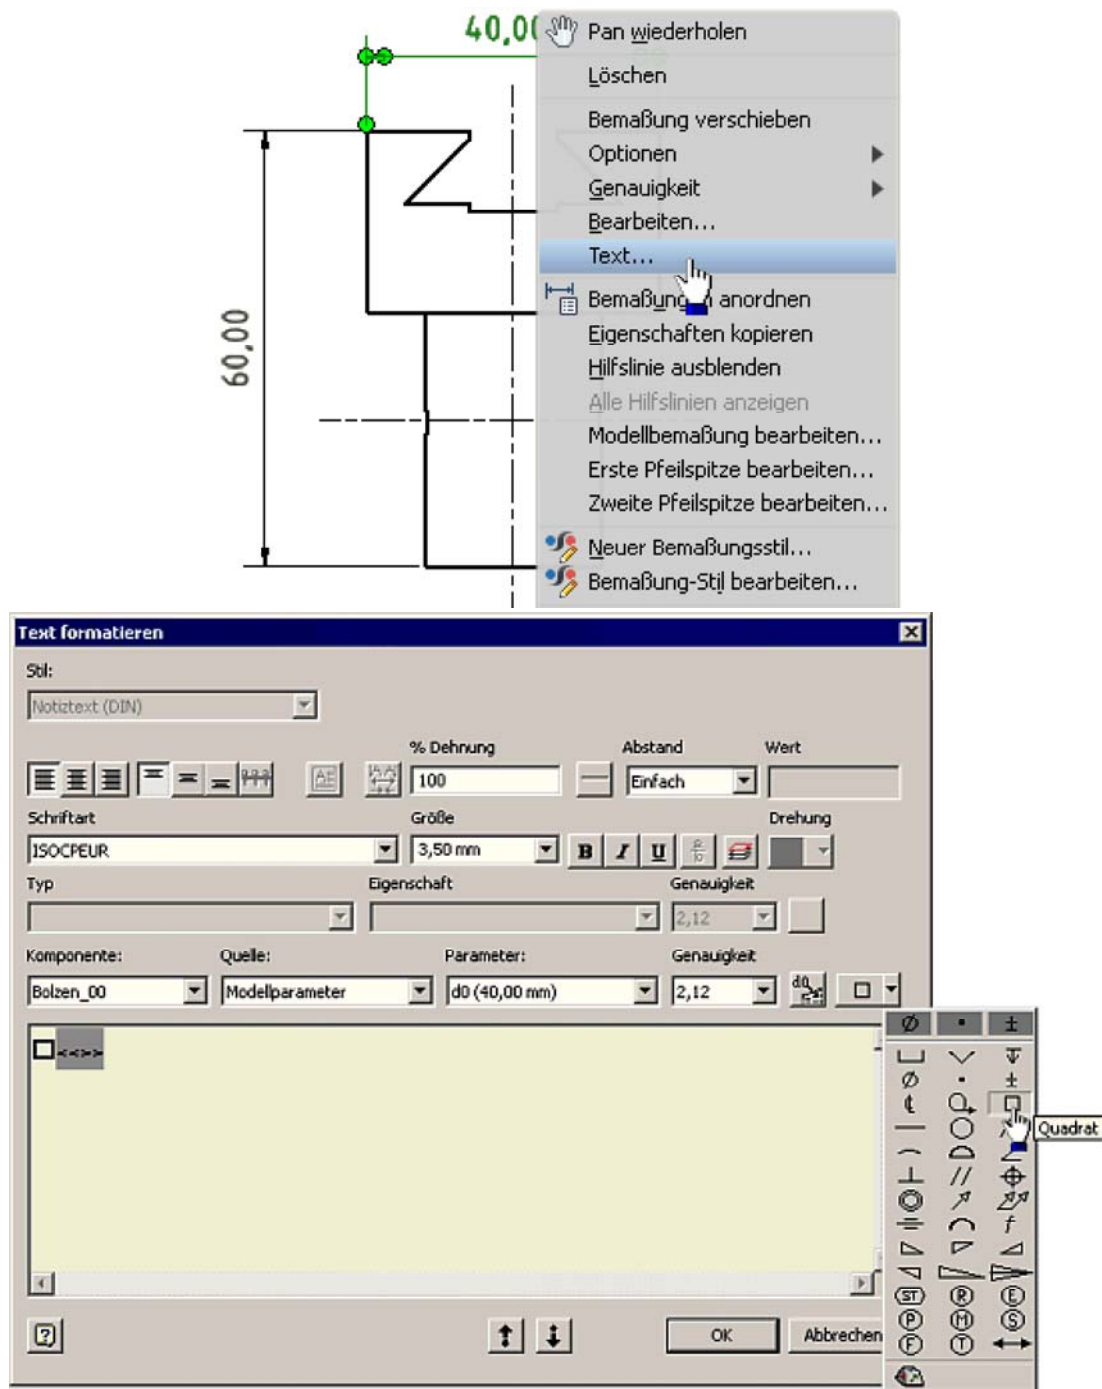 40,00
Pan wiederholen
Löschen
Bemaßung verschieben
Optionen
Genauigkeit
Bearbeiten...
Text...
anordnen
Eigenschaften kopieren
Hilfslinie ausblenden
Alle Hilfslinien anzeigen
Modellbemaßung bearbeiten...
Erste Pfeilspitze bearbeiten...
Zweite Pfeilspitze bearbeiten...
Neuer Bemaßungsstil...
Bemaßung-Stil bearbeiten...
60,00
Text formatieren
Stil:
Notiztext (DIN)
% Dehnung Abstand Wert
100 Einfach
Schriftart Größe Drehung
ISOCPEUR 3,50 mm B I U
Typ Eigenschaft Genauigkeit
2,12
Komponente: Quelle: Parameter: Genauigkeit
Bolzen_00 Modellparameter d0 (40,00 mm) 2,12
□<<>>
Ø ±
Ø ±
Quadrat
//
f
ST R E
P M S
F T
OK Abbrechen